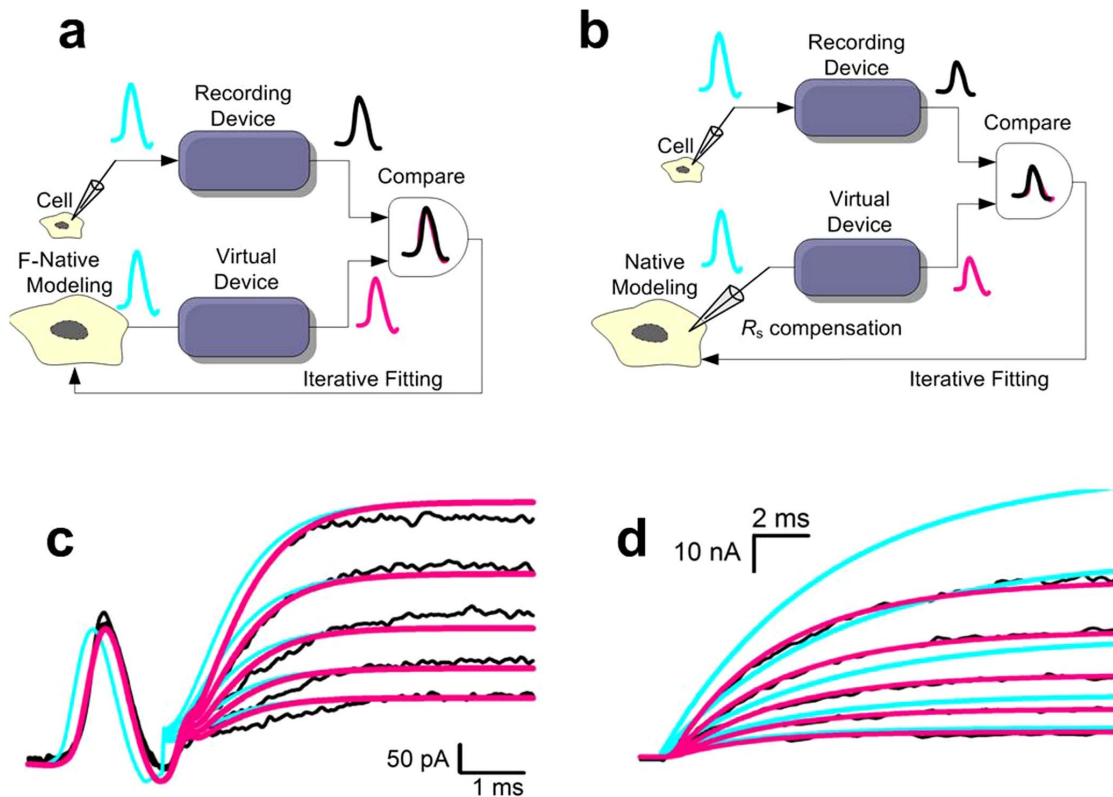 a
Recording
Device
Compare
Cell
F-Native
Modeling
Virtual
Device
Iterative Fitting
b
Recording
Device
Compare
Cell
Virtual
Device
Native
Modeling
Rs compensation
Iterative Fitting
c
50 pA
1 ms
d
2 ms
10 nA